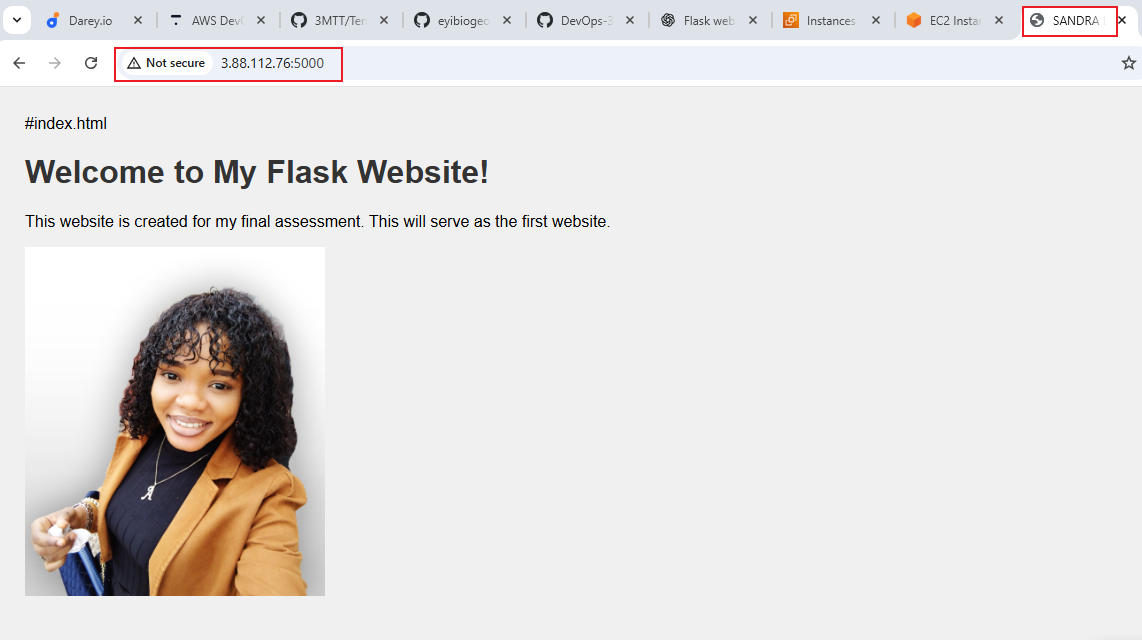 Darey.io
AWS Dev
3MTT/Ter
eyibiogeo
DevOps-3
Flask web
Instances
EC2 Insta
SANDRA
Not secure
3.88.112.76:5000
#index.html
Welcome to My Flask Website!
This website is created for my final assessment. This will serve as the first website.